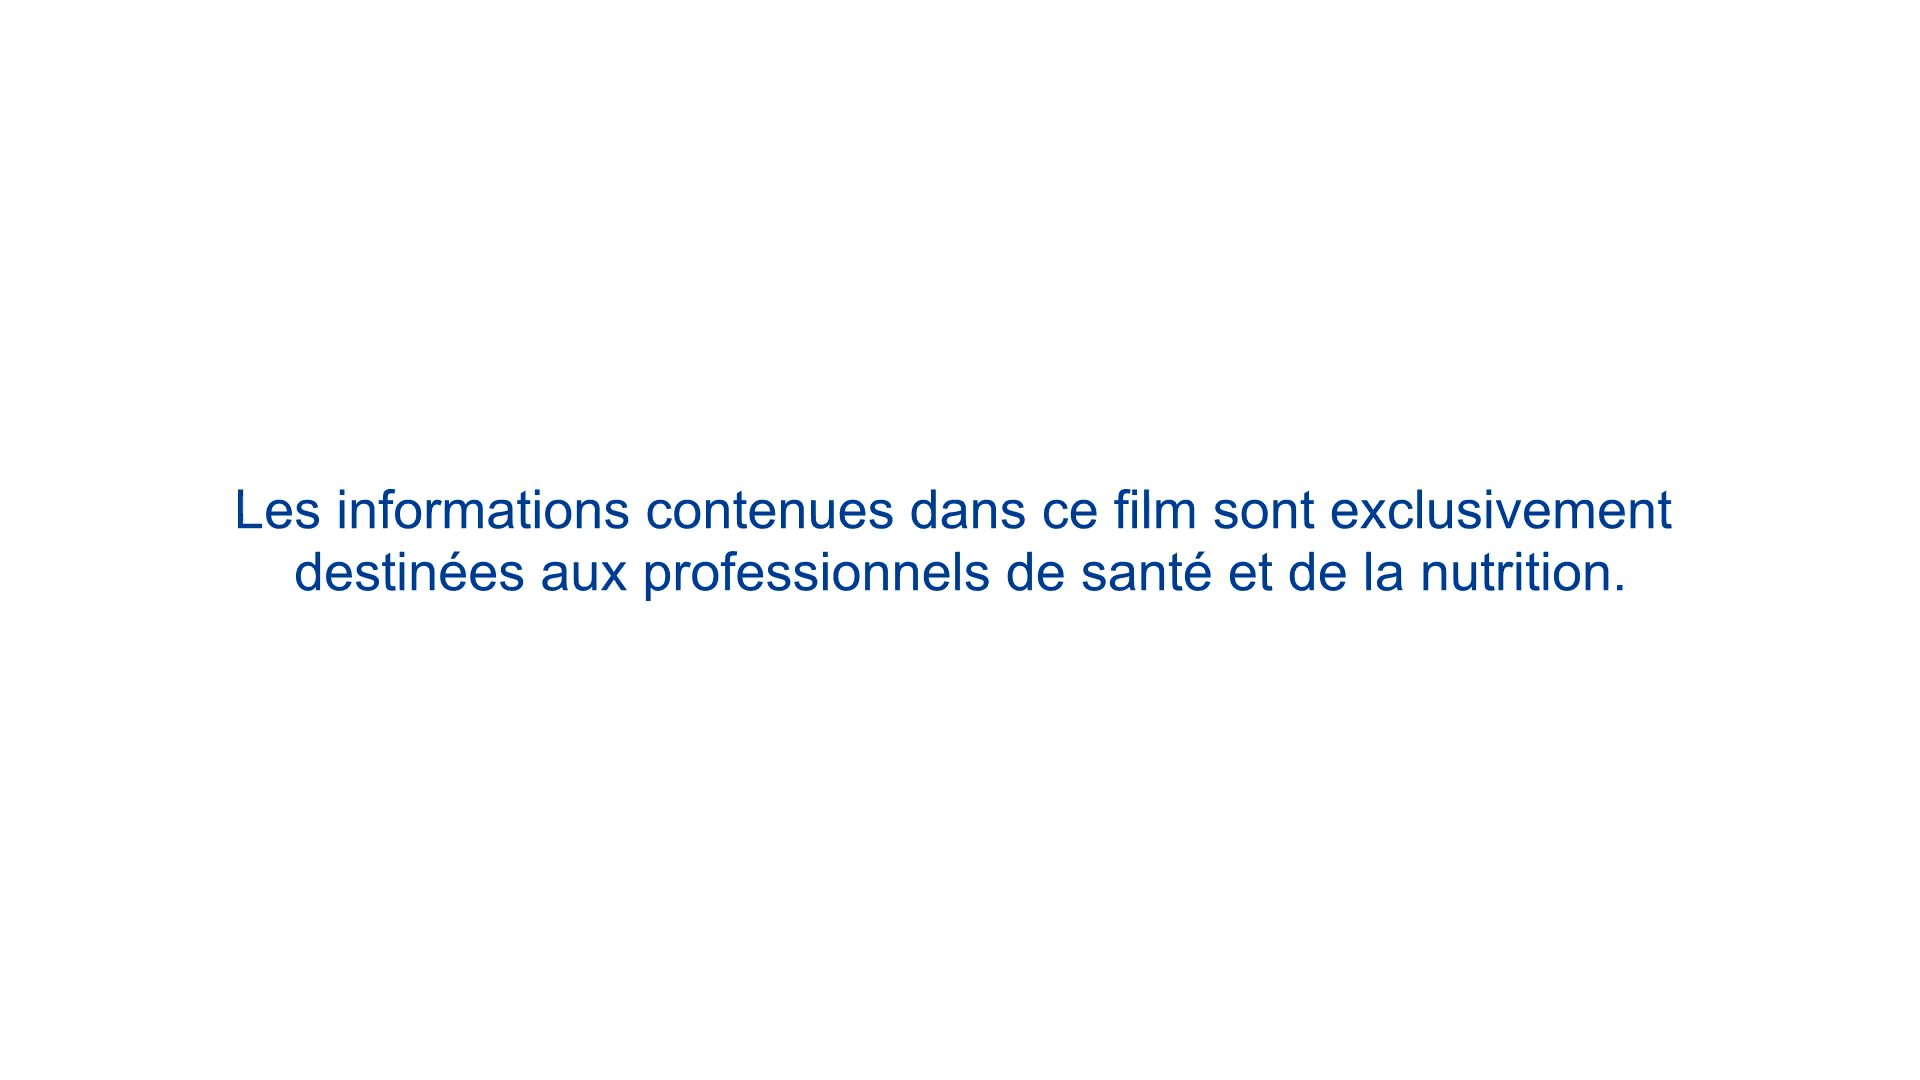 Les informations contenues dans ce film sont exclusivement
destinées aux professionnels de santé et de la nutrition.